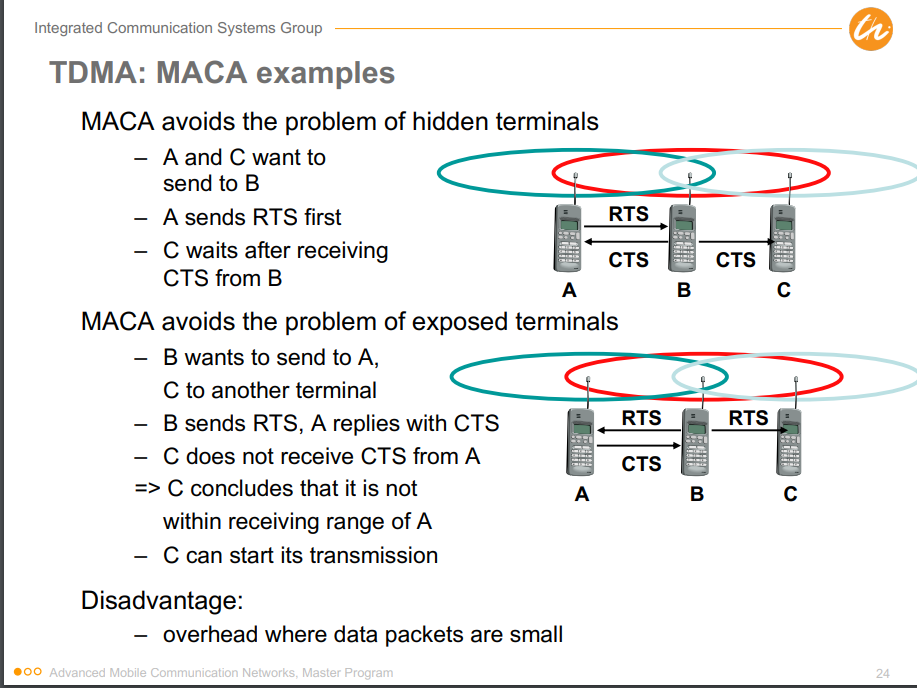 Integrated Communication Systems Group
th
TDMA: MACA examples
MACA avoids the problem of hidden terminals
– A and C want to
send to B
– A sends RTS first
– C waits after receiving
CTS from B
RTS
CTS
CTS
A
B
C
MACA avoids the problem of exposed terminals
– B wants to send to A,
C to another terminal
– B sends RTS, A replies with CTS
– C does not receive CTS from A
=> C concludes that it is not
within receiving range of A
– C can start its transmission
RTS
RTS
CTS
A
B
C
Disadvantage:
– overhead where data packets are small
Advanced Mobile Communication Networks, Master Program
24